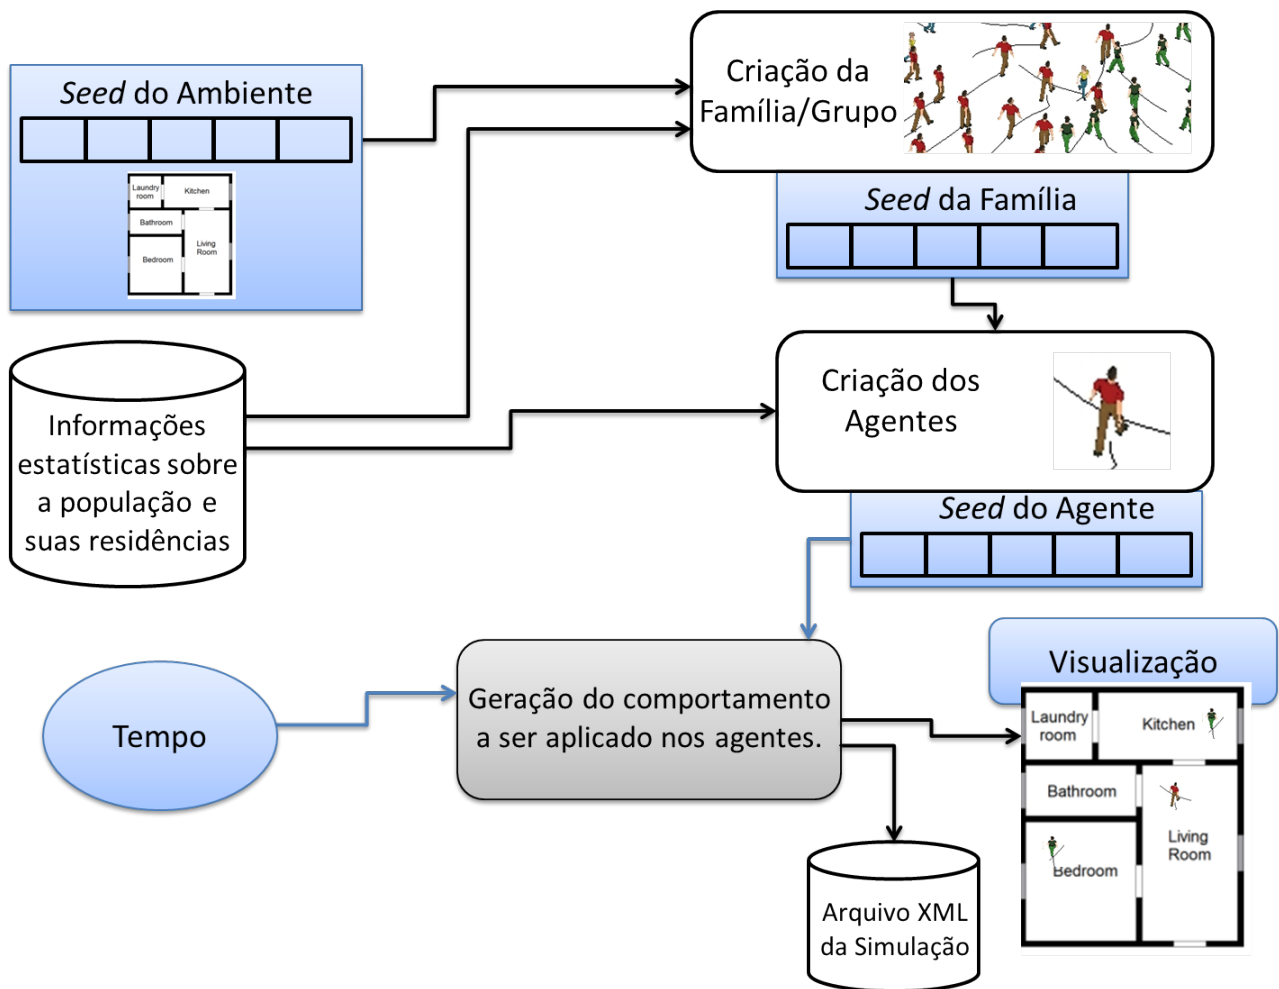 Seed do Ambiente
Laundry
room
Kitchen
Bathroom
Living
Room
Bedroom
Criação da
Família/Grupo
Seed da Família
Informações
estatísticas sobre
a população e
suas residências
Criação dos
Agentes
Seed do Agente
Tempo
Geração do comportamento
a ser aplicado nos agentes.
Visualização
Laundry
room
Kitchen
Bathroom
Living
Room
Bedroom
Arquivo XML
da Simulação